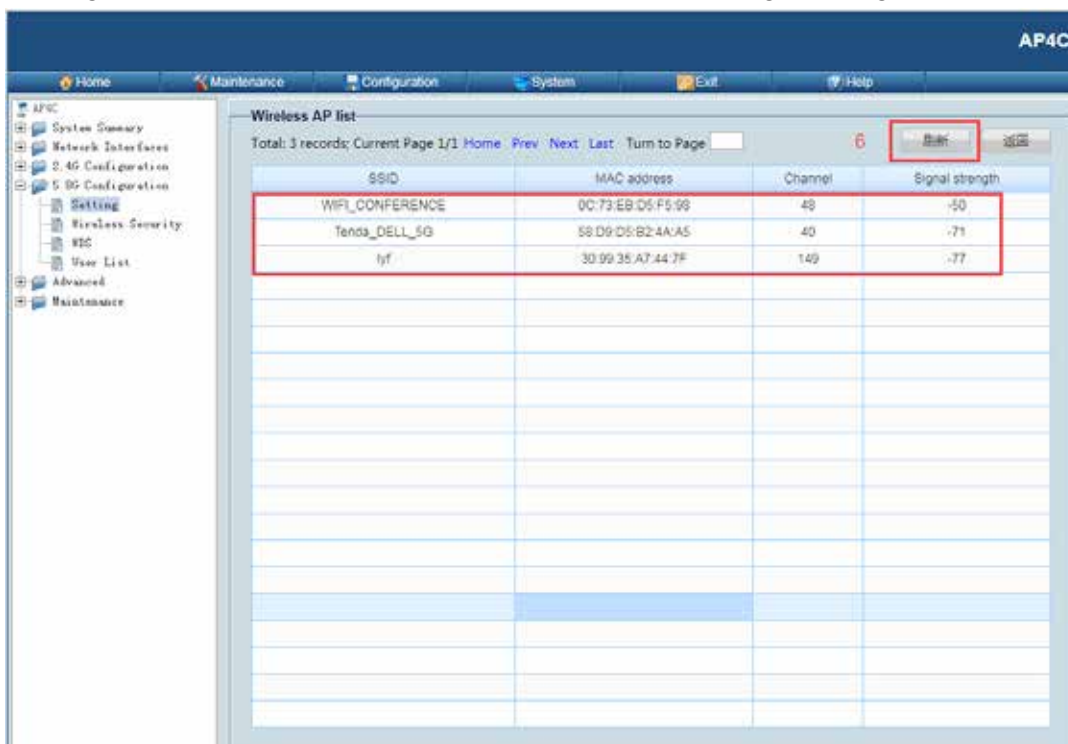 AP4C
Home Maintenance Configuration System Exit Help
AP4C
System Summary
Network Interfaces
2.4G Configuration
5.8G Configuration
Setting
Wireless Security
WDS
User List
Advanced
Maintenance
Wireless AP list
Total: 3 records; Current Page 1/1 Home Prev Next Last Turn to Page 6 刷新 返回
SSID MAC address Channel Signal strength
WIFI_CONFERENCE 0C:73:EB:D5:F5:98 48 -50
Tenda_DELL_5G 58:D9:D5:B2:4A:A5 40 -71
lyf 30:99:35:A7:44:7F 149 -77